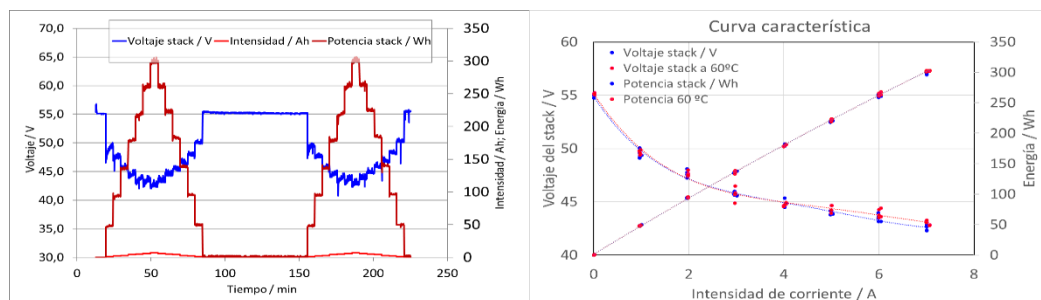 Voltaje stack / V
Intensidad / Ah
Potencia stack / Wh
70,0
65,0
60,0
55,0
50,0
45,0
40,0
35,0
30,0
350
300
250
200
150
100
50
0
0
50
100
150
200
250
Voltaje / V
Intensidad / Ah; Energía / Wh
Tiempo / min
Curva característica
Voltaje stack / V
Voltaje stack a 60ºC
Potencia stack / Wh
Potencia 60 ºC
60
55
50
45
40
350
300
250
200
150
100
50
0
0
2
4
6
8
Voltaje del stack / V
Energía / Wh
Intensidad de corriente / A